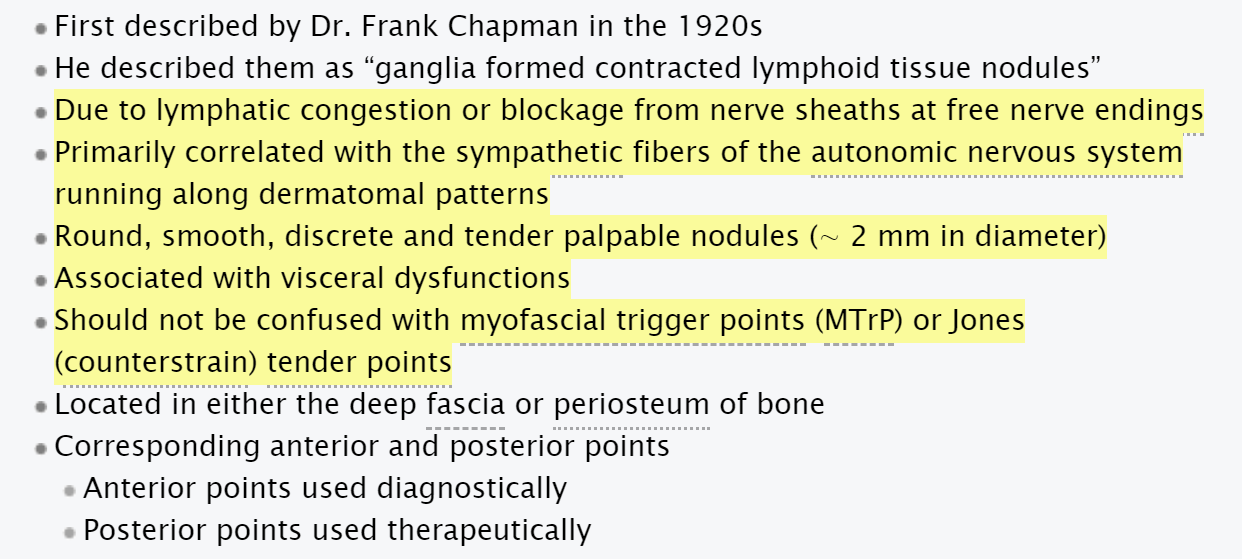 First described by Dr. Frank Chapman in the 1920s
He described them as “ganglia formed contracted lymphoid tissue nodules”
Due to lymphatic congestion or blockage from nerve sheaths at free nerve endings
Primarily correlated with the sympathetic fibers of the autonomic nervous system
running along dermatomal patterns
Round, smooth, discrete and tender palpable nodules (~ 2 mm in diameter)
Associated with visceral dysfunctions
Should not be confused with myofascial trigger points (MTrP) or Jones
(counterstrain) tender points
Located in either the deep fascia or periosteum of bone
Corresponding anterior and posterior points
Anterior points used diagnostically
Posterior points used therapeutically